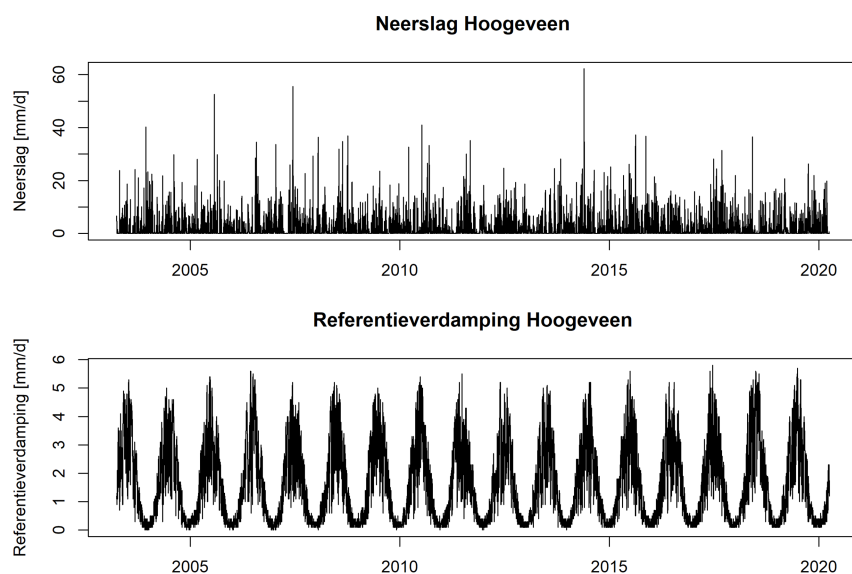 Neerslag Hoogeveen
Neerslag [mm/d]
60
40
20
0
2005 2010 2015 2020
Referentieverdamping Hoogeveen
Referentieverdamping [mm/d]
6
5
4
3
2
1
0
2005 2010 2015 2020